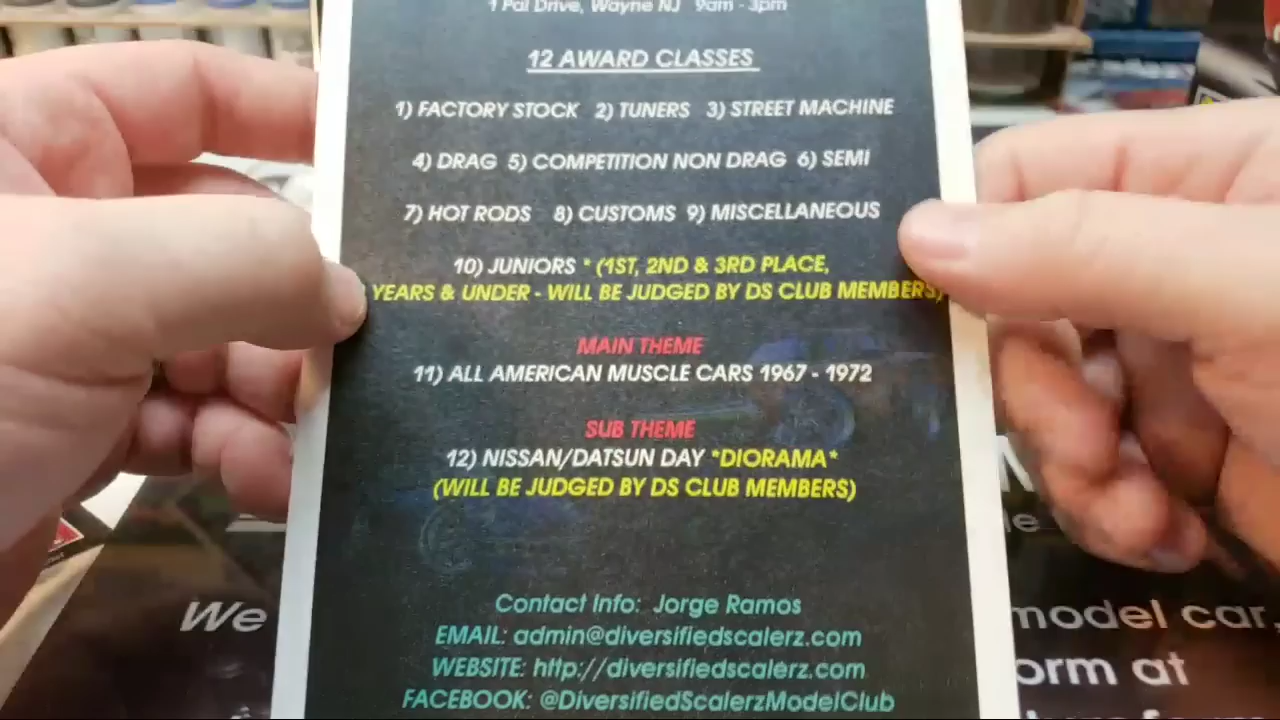 1 Pal Drive, Wayne NJ 9am - 3pm
12 AWARD CLASSES
1) FACTORY STOCK 2) TUNERS 3) STREET MACHINE
4) DRAG 5) COMPETITION NON DRAG 6) SEMI
7) HOT RODS 8) CUSTOMS 9) MISCELLANEOUS
10) JUNIORS * (1ST, 2ND & 3RD PLACE,
YEARS & UNDER - WILL BE JUDGED BY DS CLUB MEMBERS)
MAIN THEME
11) ALL AMERICAN MUSCLE CARS 1967 - 1972
SUB THEME
12) NISSAN/DATSUN DAY *DIORAMA*
(WILL BE JUDGED BY DS CLUB MEMBERS)
Contact Info: Jorge Ramos
EMAIL: admin@diversifiedscalerz.com
WEBSITE: http://diversifiedscalerz.com
FACEBOOK: @DiversifiedScalerzModelClub
We
model car.
orm at